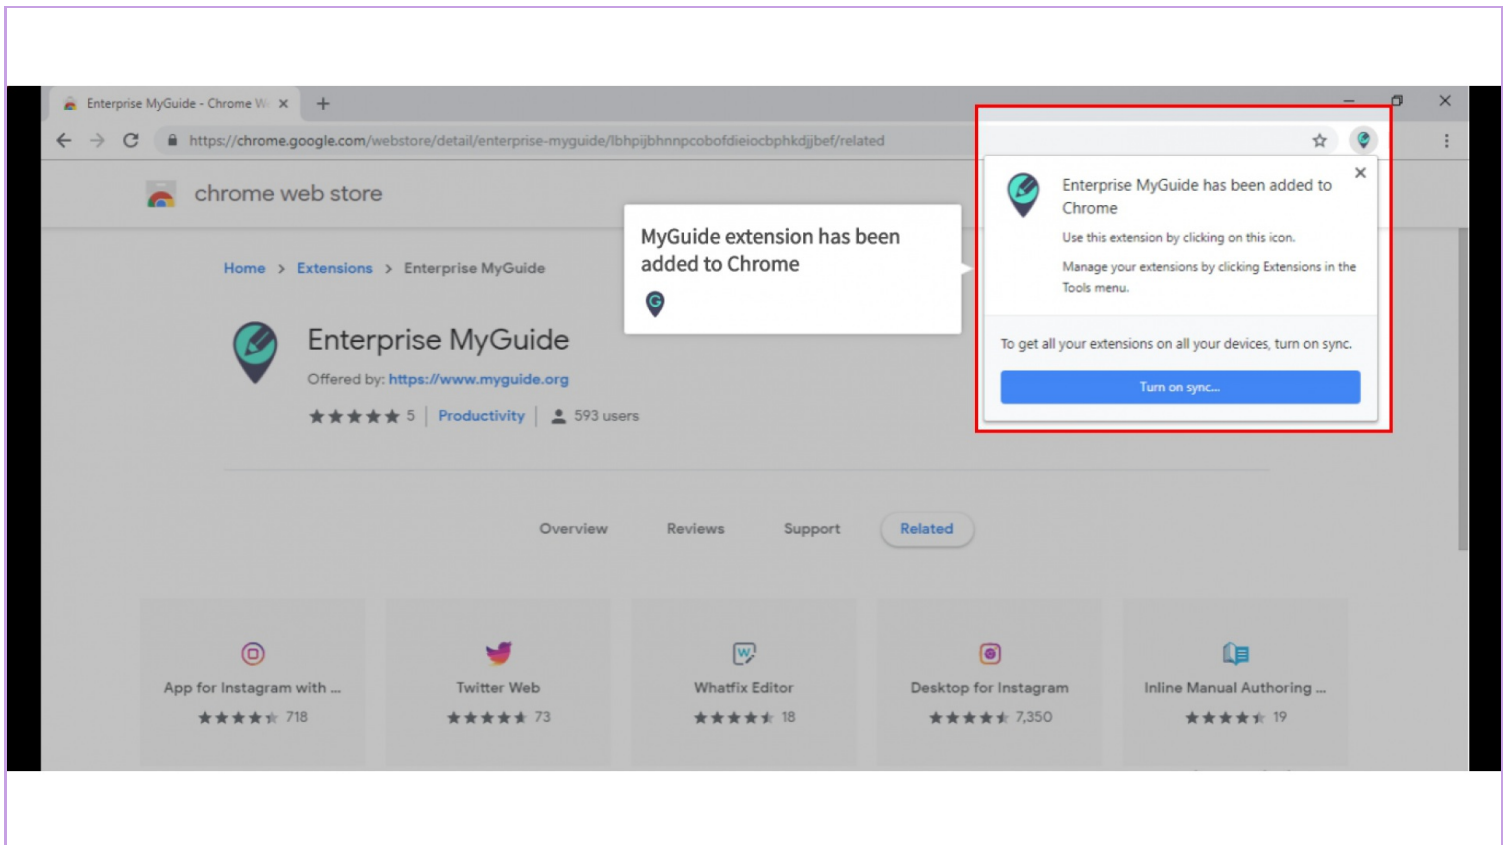 Enterprise MyGuide - Chrome W
https://chrome.google.com/webstore/detail/enterprise-myguide/lbhpijbhnnpcobofdieiocbphkdjjbef/related
chrome web store
Home > Extensions > Enterprise MyGuide
Enterprise MyGuide
Offered by: https://www.myguide.org
5 | Productivity | 593 users
MyGuide extension has been
added to Chrome
Enterprise MyGuide has been added to
Chrome
Use this extension by clicking on this icon.
Manage your extensions by clicking Extensions in the
Tools menu.
To get all your extensions on all your devices, turn on sync.
Turn on sync...
Overview Reviews Support Related
App for Instagram with ...
718
Twitter Web
73
Whatfix Editor
18
Desktop for Instagram
7,350
Inline Manual Authoring ...
19